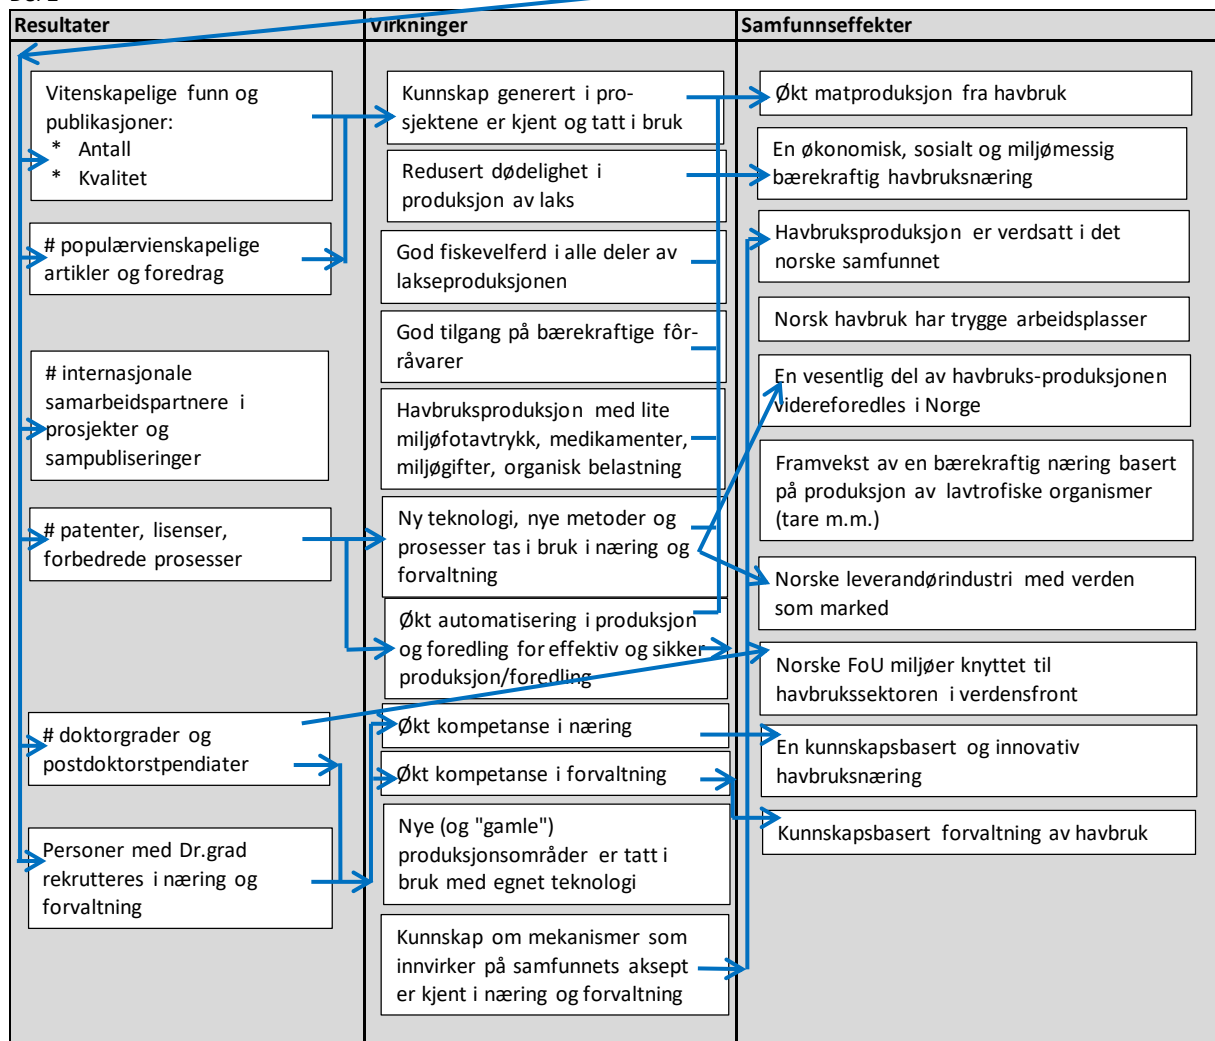 Resultater
Vitenskapelige funn og
publikasjoner:
* Antall
* Kvalitet
# populærvienskapelige
artikler og foredrag
# internasjonale
samarbeidspartnere i
prosjekter og
sampubliseringer
# patenter, lisenser,
forbedrede prosesser
# doktorgrader og
postdoktorstpendiater
Personer med Dr.grad
rekrutteres i næring og
forvaltning
Virkninger
Kunnskap generert i pro-
sjektene er kjent og tatt i bruk
Redusert dødelighet i
produksjon av laks
God fiskevelferd i alle deler av
lakseproduksjonen
God tilgang på bærekraftige fôr-
råvarer
Havbruksproduksjon med lite
miljøfotavtrykk, medikamenter,
miljøgifter, organisk belastning
Ny teknologi, nye metoder og
prosesser tas i bruk i næring og
forvaltning
Økt automatisering i produksjon
og foredling for effektiv og sikker
produksjon/foredling
Økt kompetanse i næring
Økt kompetanse i forvaltning
Nye (og "gamle")
produksjonsområder er tatt i
bruk med egnet teknologi
Kunnskap om mekanismer som
innvirker på samfunnets aksept
er kjent i næring og forvaltning
Samfunnseffekter
Økt matproduksjon fra havbruk
En økonomisk, sosialt og miljømessig
bærekraftig havbruksnæring
Havbruksproduksjon er verdsatt i det
norske samfunnet
Norsk havbruk har trygge arbeidsplasser
En vesentlig del av havbruks-produksjonen
videreforedles i Norge
Framvekst av en bærekraftig næring basert
på produksjon av lavtrofiske organismer
(tare m.m.)
Norske leverandørindustri med verden
som marked
Norske FoU miljøer knyttet til
havbrukssektoren i verdensfront
En kunnskapsbasert og innovativ
havbruksnæring
Kunnskapsbasert forvaltning av havbruk